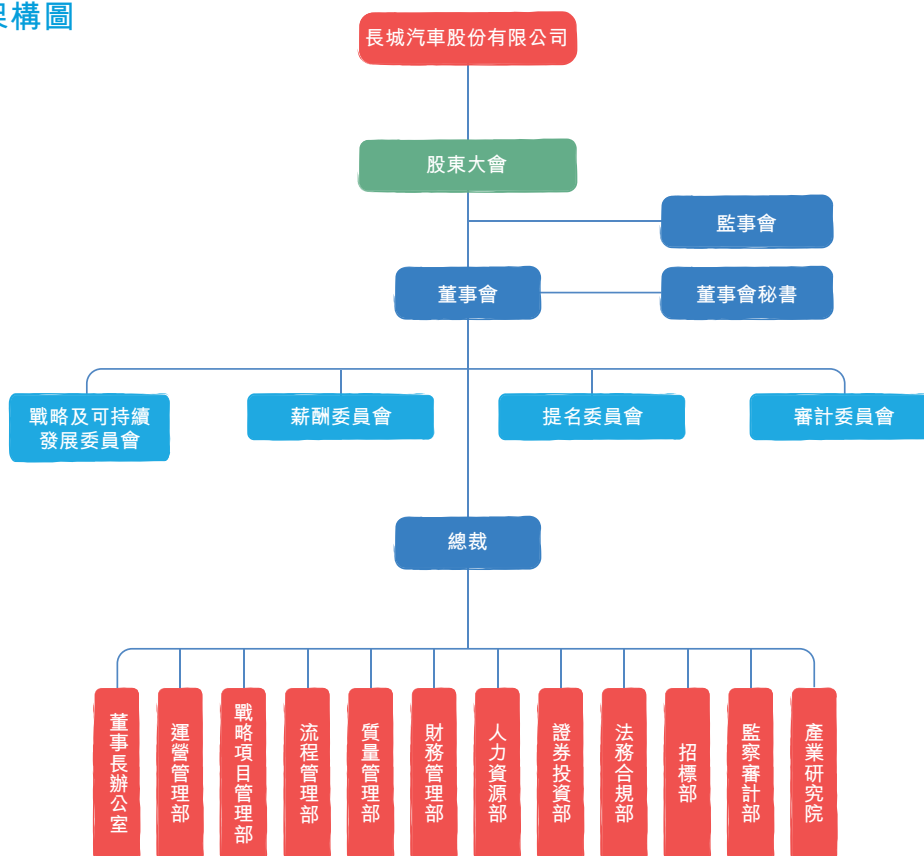 架構圖
長城汽車股份有限公司
股東大會
監事會
董事會
董事會秘書
戰略及可持續
發展委員會
薪酬委員會
提名委員會
審計委員會
總裁
董事長辦公室
運營管理部
戰略項目管理部
流程管理部
質量管理部
財務管理部
人力資源部
證券投資部
法務合規部
招標部
監察審計部
產業研究院